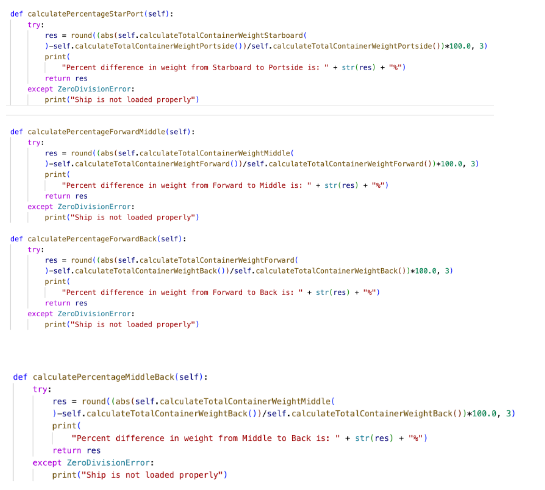 def calculatePercentageStarPort(self):
try:
res = round((abs(self.calculateTotalContainerWeightStarboard(
)-self.calculateTotalContainerWeightPortside())/self.calculateTotalContainerWeightPortside())*100.0, 3)
print(
"Percent difference in weight from Starboard to Portside is: " + str(res) + "%")
return res
except ZeroDivisionError:
print("Ship is not loaded properly")
def calculatePercentageForwardMiddle(self):
try:
res = round((abs(self.calculateTotalContainerWeightMiddle(
)-self.calculateTotalContainerWeightForward())/self.calculateTotalContainerWeightForward())*100.0, 3)
print(
"Percent difference in weight from Forward to Middle is: " + str(res) + "%")
return res
except ZeroDivisionError:
print("Ship is not loaded properly")
def calculatePercentageForwardBack(self):
try:
res = round((abs(self.calculateTotalContainerWeightForward(
)-self.calculateTotalContainerWeightBack())/self.calculateTotalContainerWeightBack())*100.0, 3)
print(
"Percent difference in weight from Forward to Back is: " + str(res) + "%")
return res
except ZeroDivisionError:
print("Ship is not loaded properly")
def calculatePercentageMiddleBack(self):
try:
res = round((abs(self.calculateTotalContainerWeightMiddle(
)-self.calculateTotalContainerWeightBack())/self.calculateTotalContainerWeightBack())*100.0, 3)
print(
"Percent difference in weight from Middle to Back is: " + str(res) + "%")
return res
except ZeroDivisionError:
print("Ship is not loaded properly")